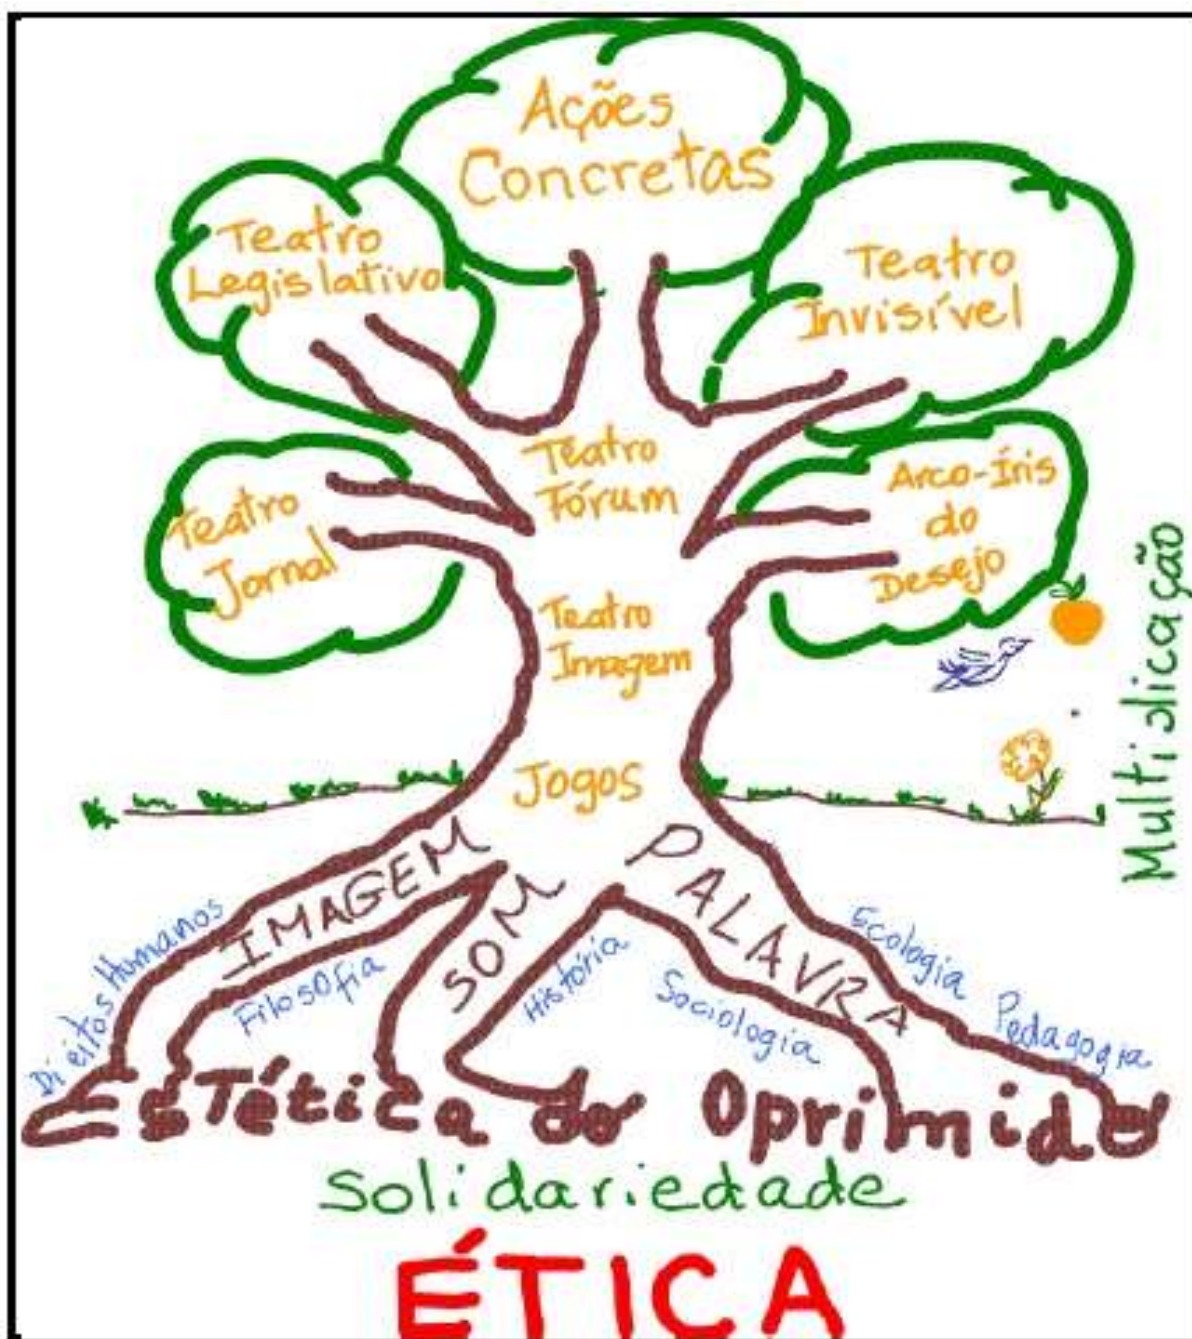 Ações
Concretas
Teatro
Legislativo
Teatro
Invisível
Teatro
Fórum
Teatro
Jornal
Arco-Íris
do
Desejo
Teatro
Imagem
Multislicação
Jogos
IMAGEM
SOM
PALAVRA
Direitos Humanos
Filosofia
História
Sociologia
Ecologia
Pedagogia
Estética do Oprimido
Solidariedade
ÉTICA